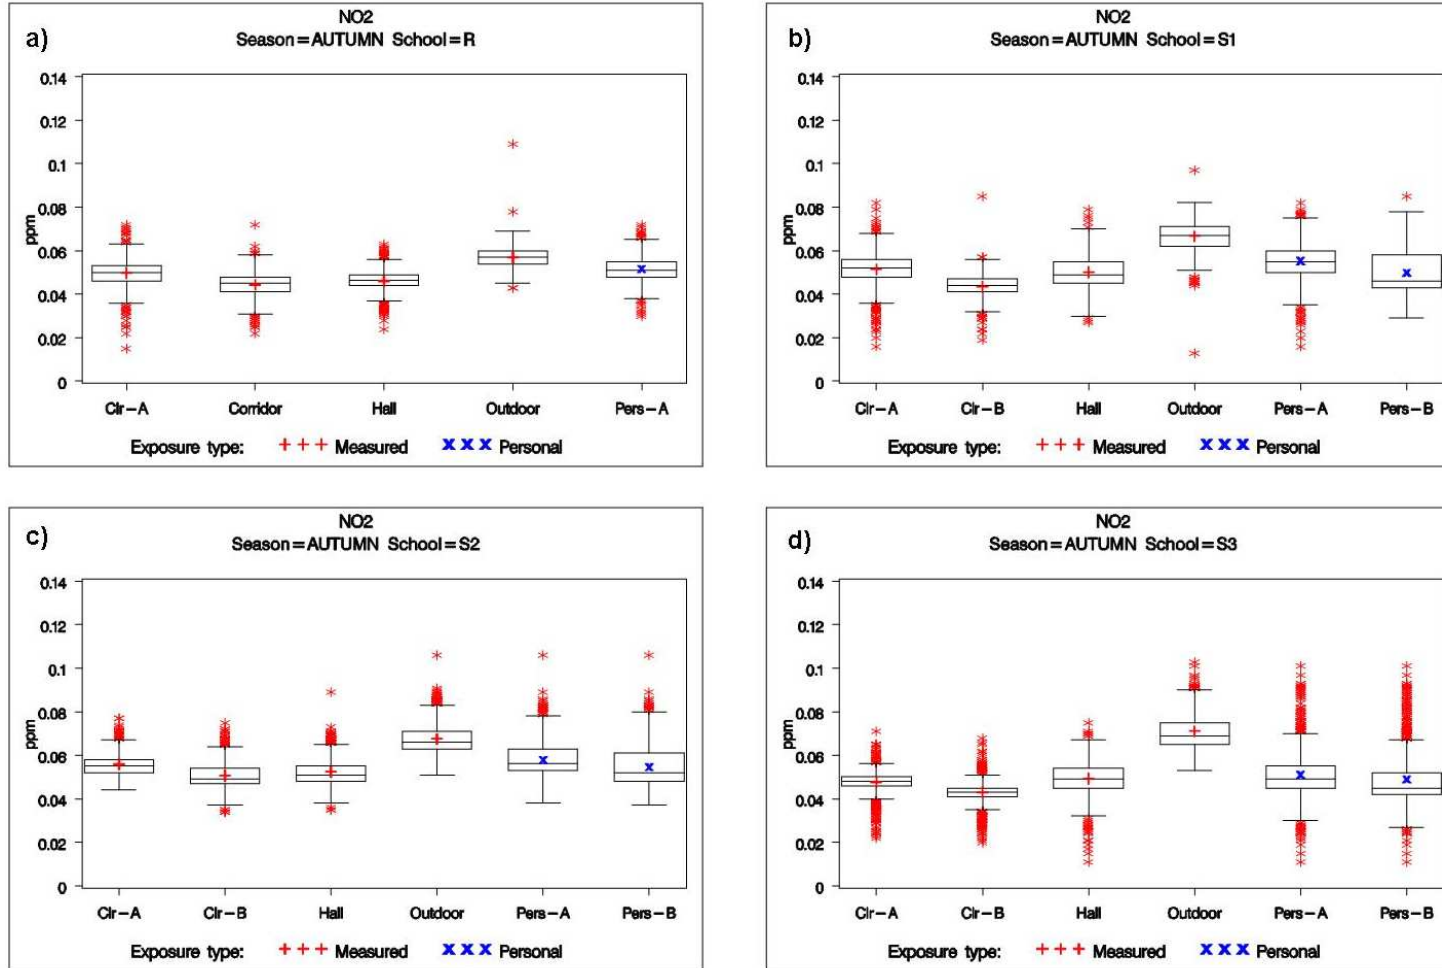 a)
NO2
Season=AUTUMN School=R
0.14
0.12
0.1
0.08
0.06
0.04
0.02
0
ppm
Clr-A Corridor Hall Outdoor Pers-A
Exposure type: +++ Measured ××× Personal
b)
NO2
Season=AUTUMN School=S1
0.14
0.12
0.1
0.08
0.06
0.04
0.02
0
ppm
Clr-A Clr-B Hall Outdoor Pers-A Pers-B
Exposure type: +++ Measured ××× Personal
c)
NO2
Season=AUTUMN School=S2
0.14
0.12
0.1
0.08
0.06
0.04
0.02
0
ppm
Clr-A Clr-B Hall Outdoor Pers-A Pers-B
Exposure type: +++ Measured ××× Personal
d)
NO2
Season=AUTUMN School=S3
0.14
0.12
0.1
0.08
0.06
0.04
0.02
0
ppm
Clr-A Clr-B Hall Outdoor Pers-A Pers-B
Exposure type: +++ Measured ××× Personal